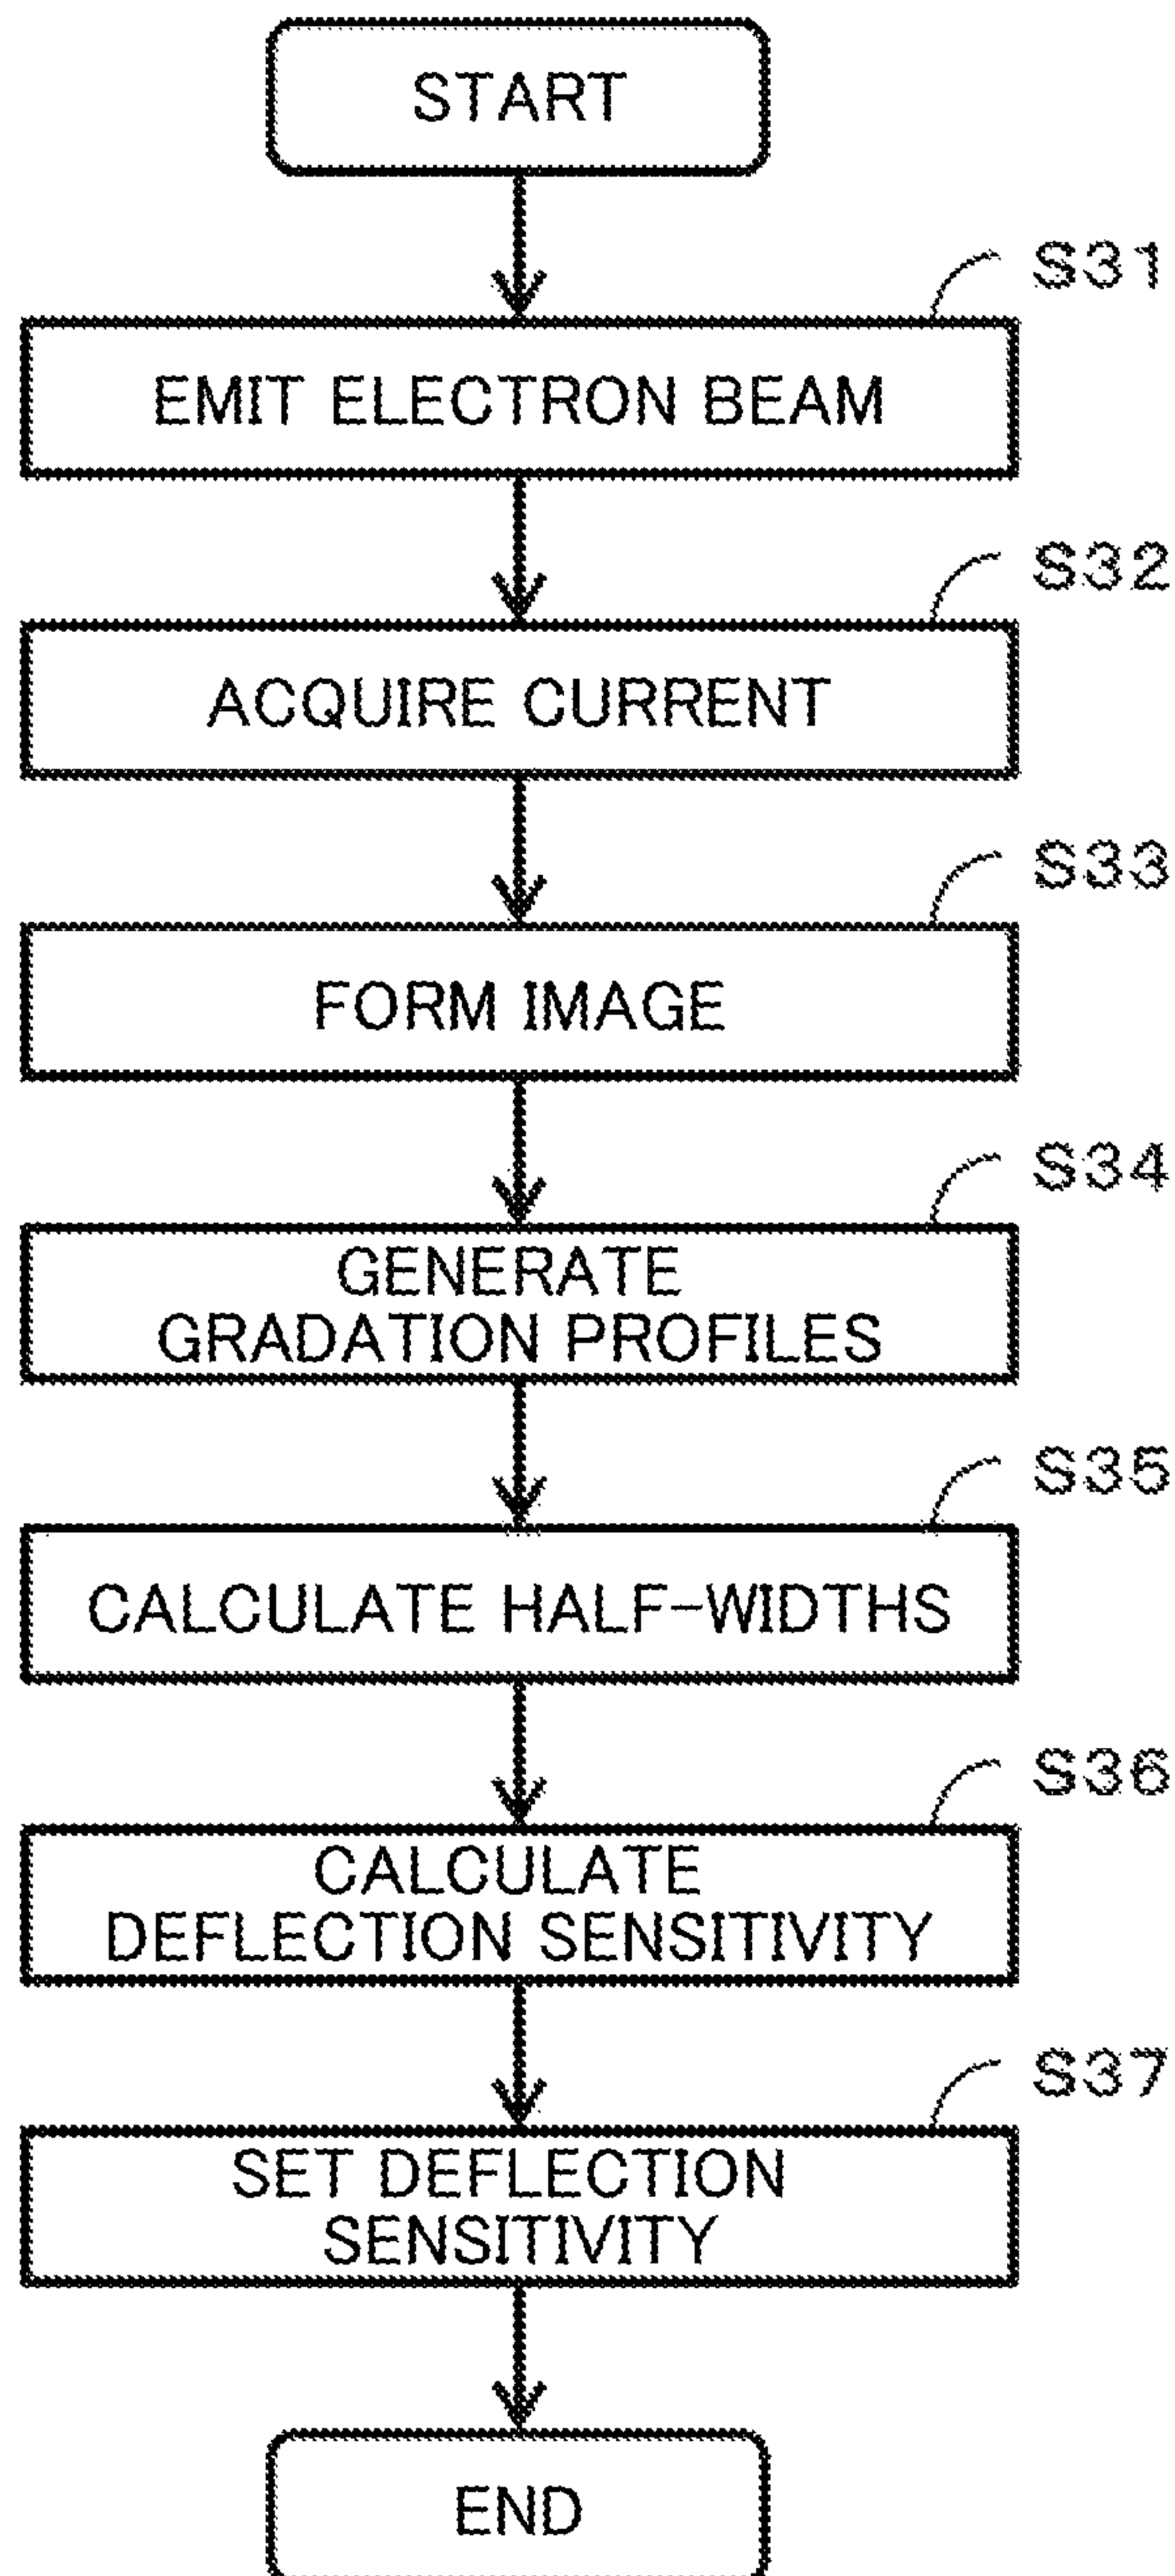 START
S31
EMIT ELECTRON BEAM
S32
ACQUIRE CURRENT
S33
FORM IMAGE
S34
GENERATE
GRADATION PROFILES
S35
CALCULATE HALF-WIDTHS
S36
CALCULATE
DEFLECTION SENSITIVITY
S37
SET DEFLECTION
SENSITIVITY
END